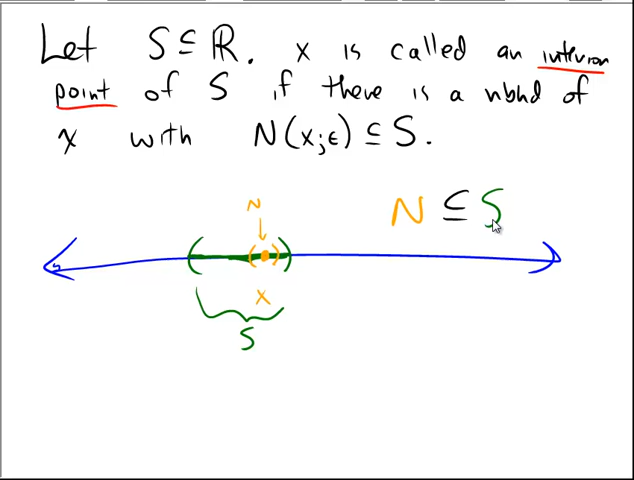 Let S ⊆ ℝ. x is called an interior
point of S if there is a nbhd of
x with N(x;ε) ⊆ S.
N
N ⊆ S
( ( ) )
x
S